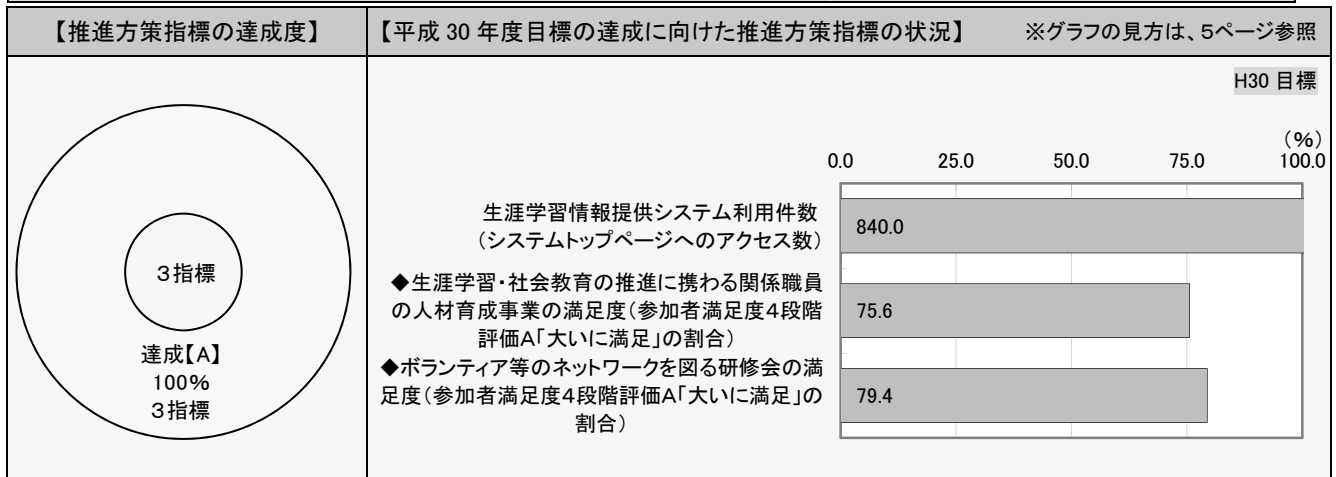 【推進方策指標の達成度】
【平成 30 年度目標の達成に向けた推進方策指標の状況】 ※グラフの見方は、5ページ参照
3指標
達成【A】
100%
3指標
H30 目標
(%)
0.0 25.0 50.0 75.0 100.0
生涯学習情報提供システム利用件数
(システムトップページへのアクセス数)
840.0
◆生涯学習・社会教育の推進に携わる関係職員
の人材育成事業の満足度(参加者満足度4段階
評価A「大いに満足」の割合)
75.6
◆ボランティア等のネットワークを図る研修会の満
足度(参加者満足度4段階評価A「大いに満足」の
割合)
79.4